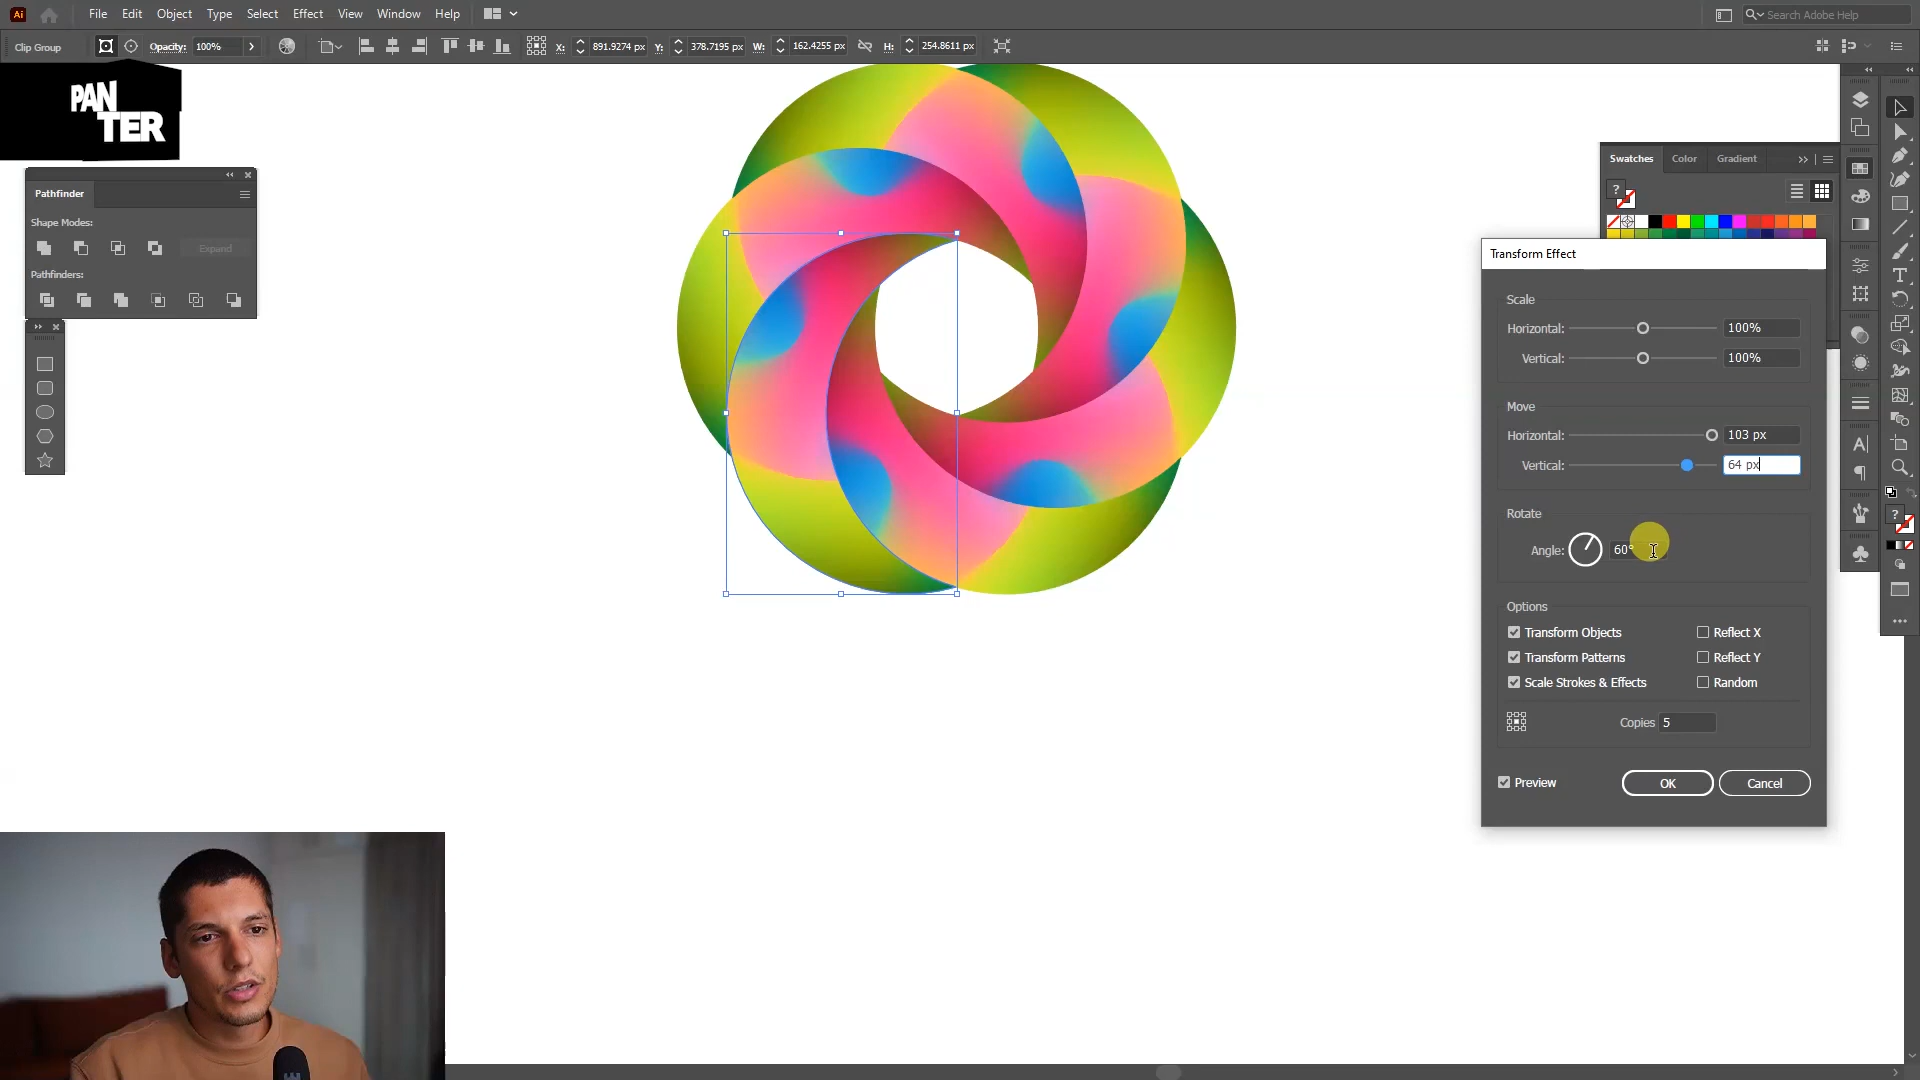 Ai File Edit Object Type Select Effect View Window Help Search Adobe Help
Clip Group Opacity: 100% X: 891.9274 px Y: 378.7195 px W: 162.4255 px H: 254.8611 px
PAN
TER
Pathfinder
Shape Modes:
Expand
Pathfinders:
Swatches Color Gradient
?
Transform Effect
Scale
Horizontal: 100%
Vertical: 100%
Move
Horizontal: 103 px
Vertical: 64 px
Rotate
Angle: 60°
Options
Transform Objects Reflect X
Transform Patterns Reflect Y
Scale Strokes & Effects Random
Copies 5
Preview OK Cancel